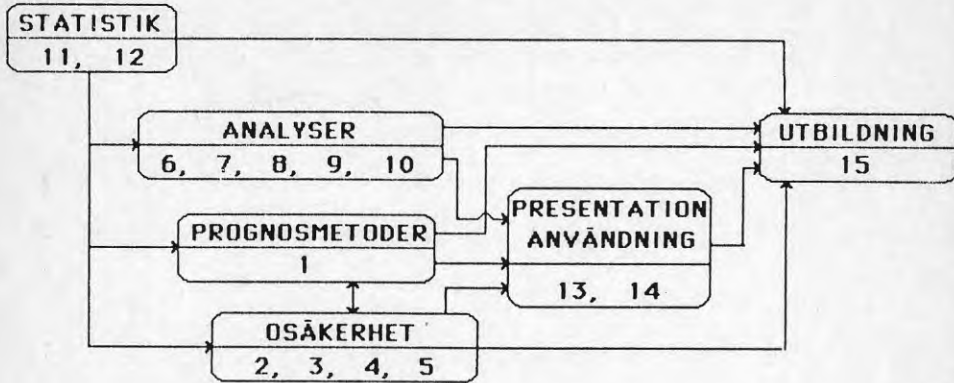 STATISTIK
11, 12
ANALYSER
6, 7, 8, 9, 10
UTBILDNING
15
PRESENTATION
ANVÄNDNING
13, 14
PROGNOSMETODER
1
OSÄKERHET
2, 3, 4, 5